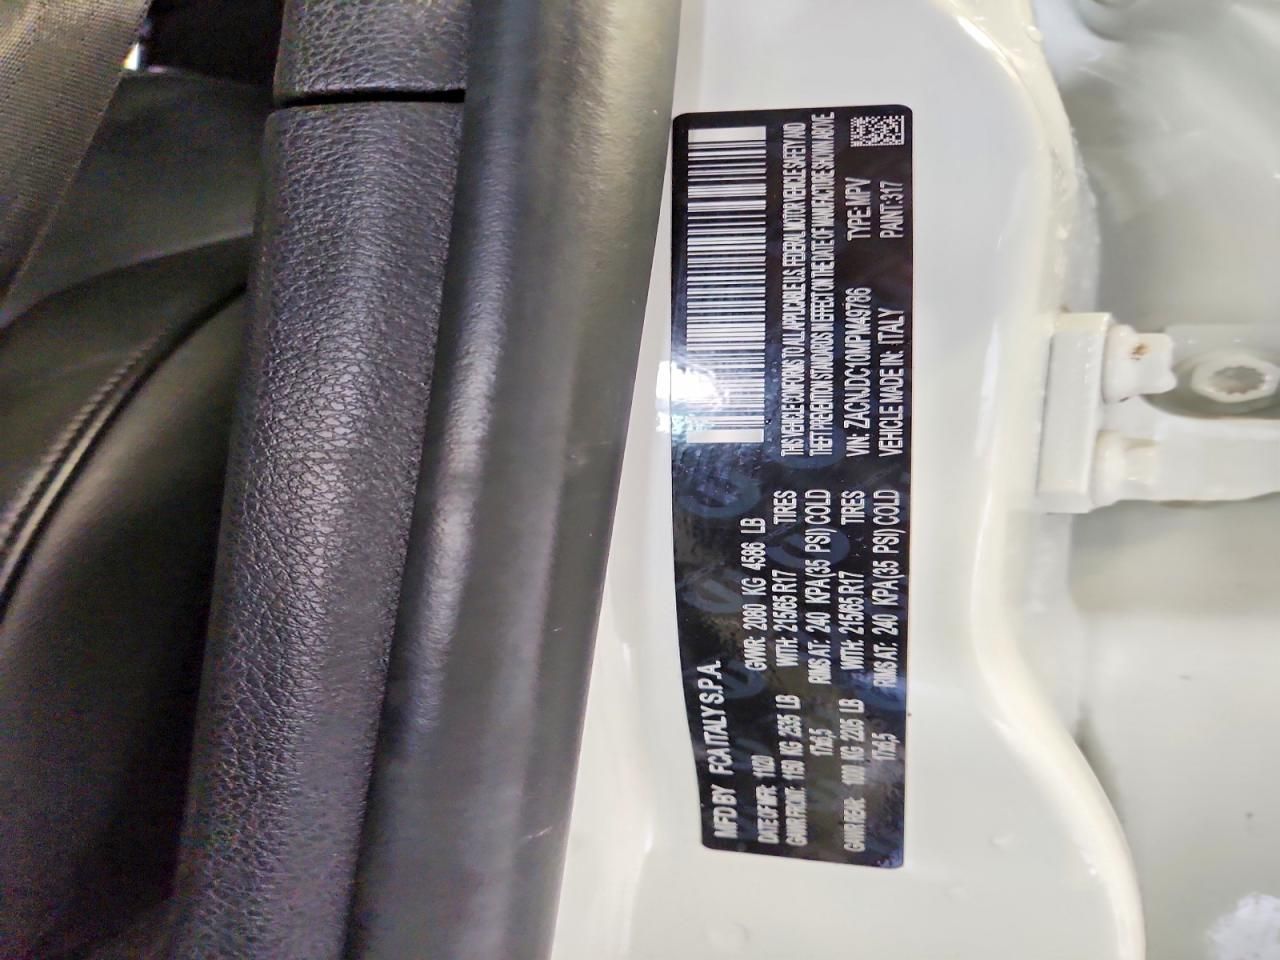 MFD BY FCA ITALY S.P.A.
DATE OF MFR: 11/20 GVWR: 2080 KG 4586 LB
GAWR FRONT: 1150 KG 2535 LB WITH: 215/65 R17 TIRES
17x6,5 RIMS AT: 240 KPA(35 PSI) COLD
GAWR REAR: 1000 KG 2205 LB WITH: 215/65 R17 TIRES
17x6,5 RIMS AT: 240 KPA(35 PSI) COLD
THIS VEHICLE CONFORMS TO ALL APPLICABLE U.S. FEDERAL MOTOR VEHICLE SAFETY AND
THEFT PREVENTION STANDARDS IN EFFECT ON THE DATE OF MANUFACTURE SHOWN ABOVE
VIN: ZACNJDC10MPM49786 TYPE: MPV
VEHICLE MADE IN: ITALY PAINT: 317